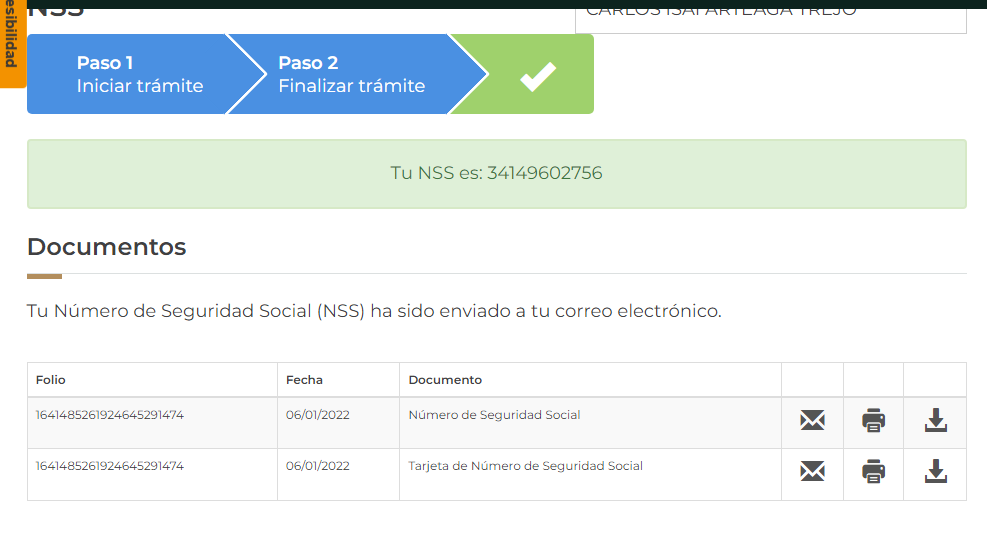 esibilidad
NSS
CARLOS ISAI ARTEAGA TREJO
Paso 1
Iniciar trámite
Paso 2
Finalizar trámite
Tu NSS es: 34149602756
Documentos
Tu Número de Seguridad Social (NSS) ha sido enviado a tu correo electrónico.
Folio Fecha Documento
1641485261924645291474 06/01/2022 Número de Seguridad Social
1641485261924645291474 06/01/2022 Tarjeta de Número de Seguridad Social